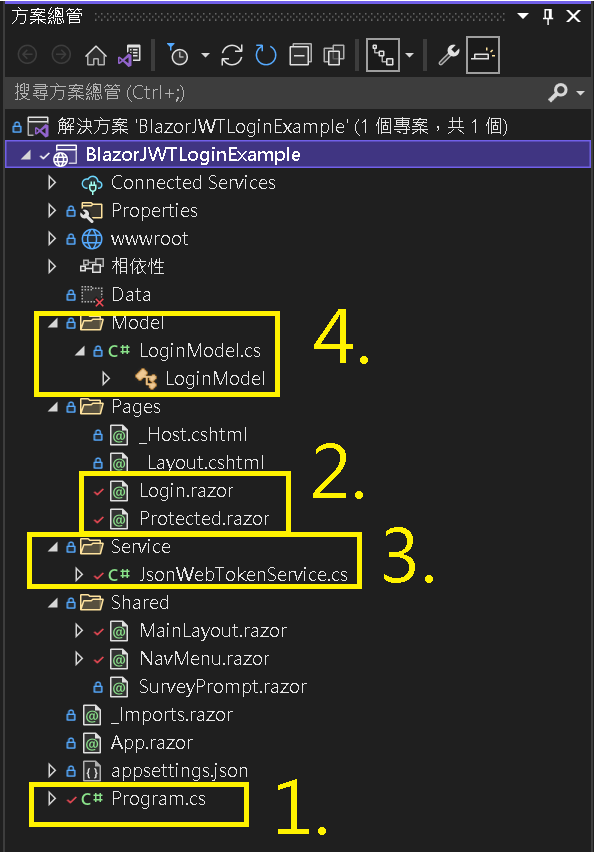 方案總管
搜尋方案總管 (Ctrl+;)
解決方案 'BlazorJWTLoginExample' (1 個專案，共 1 個)
BlazorJWTLoginExample
Connected Services
Properties
wwwroot
相依性
Data
Model
4.
C# LoginModel.cs
LoginModel
Pages
_Host.cshtml
_Layout.cshtml
2.
Login.razor
Protected.razor
Service
3.
C# JsonWebTokenService.cs
Shared
MainLayout.razor
NavMenu.razor
SurveyPrompt.razor
_Imports.razor
App.razor
appsettings.json
C# Program.cs
1.